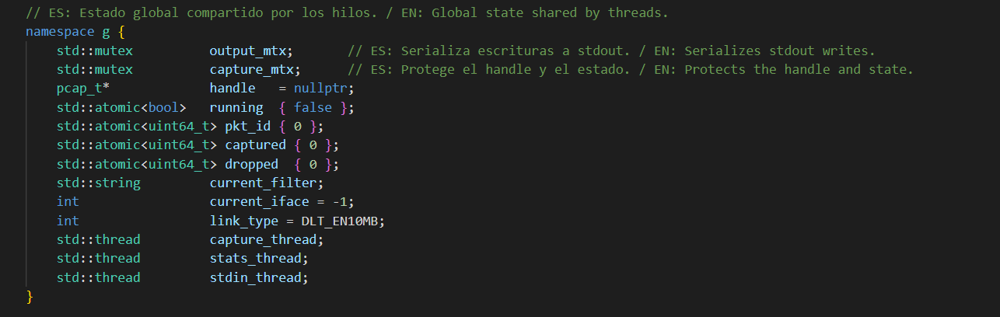 // ES: Estado global compartido por los hilos. / EN: Global state shared by threads.
namespace g {
    std::mutex          output_mtx;       // ES: Serializa escrituras a stdout. / EN: Serializes stdout writes.
    std::mutex          capture_mtx;      // ES: Protege el handle y el estado. / EN: Protects the handle and state.
    pcap_t*             handle   = nullptr;
    std::atomic<bool>   running  { false };
    std::atomic<uint64_t> pkt_id { 0 };
    std::atomic<uint64_t> captured { 0 };
    std::atomic<uint64_t> dropped  { 0 };
    std::string         current_filter;
    int                 current_iface = -1;
    int                 link_type = DLT_EN10MB;
    std::thread         capture_thread;
    std::thread         stats_thread;
    std::thread         stdin_thread;
}